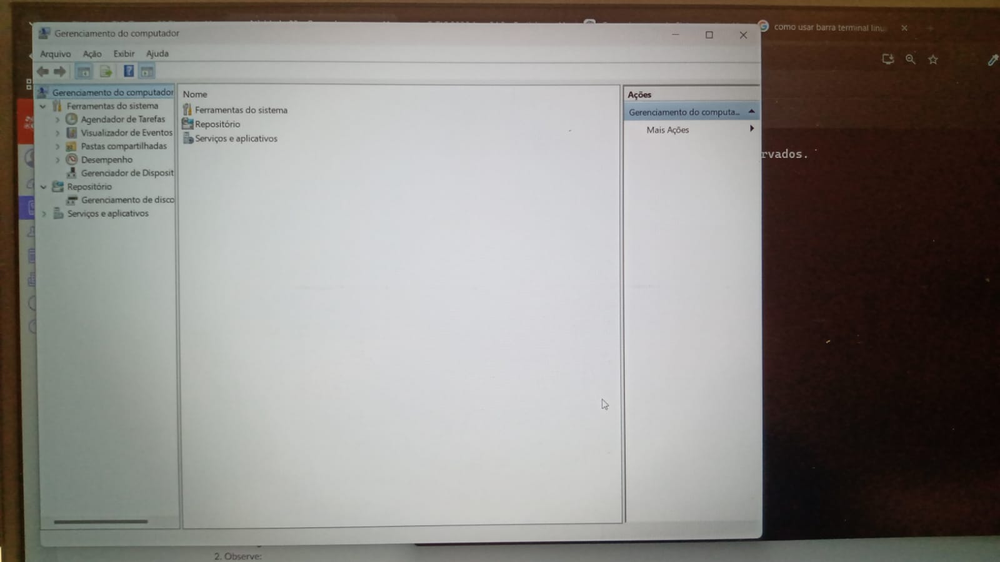 Gerenciamento do computador
como usar barra terminal linu
Arquivo Ação Exibir Ajuda
Gerenciamento do computador
Ferramentas do sistema
Agendador de Tarefas
Visualizador de Eventos
Pastas compartilhadas
Desempenho
Gerenciador de Disposit
Repositório
Gerenciamento de disco
Serviços e aplicativos
Nome
Ferramentas do sistema
Repositório
Serviços e aplicativos
Ações
Gerenciamento do computa...
Mais Ações
rvados.
2. Observe: